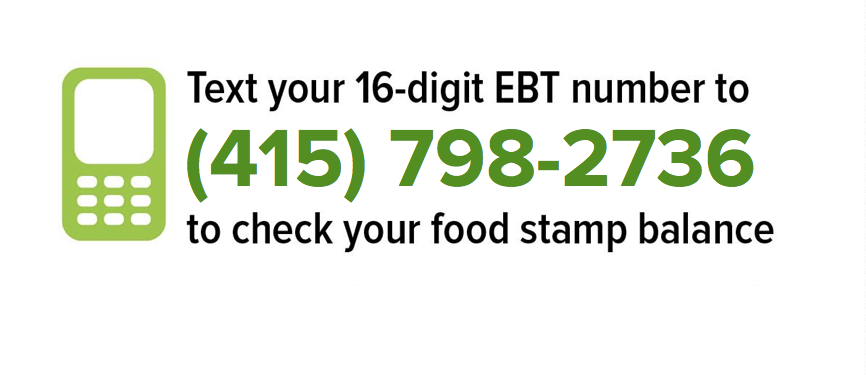 Text your 16-digit EBT number to
(415) 798-2736
to check your food stamp balance